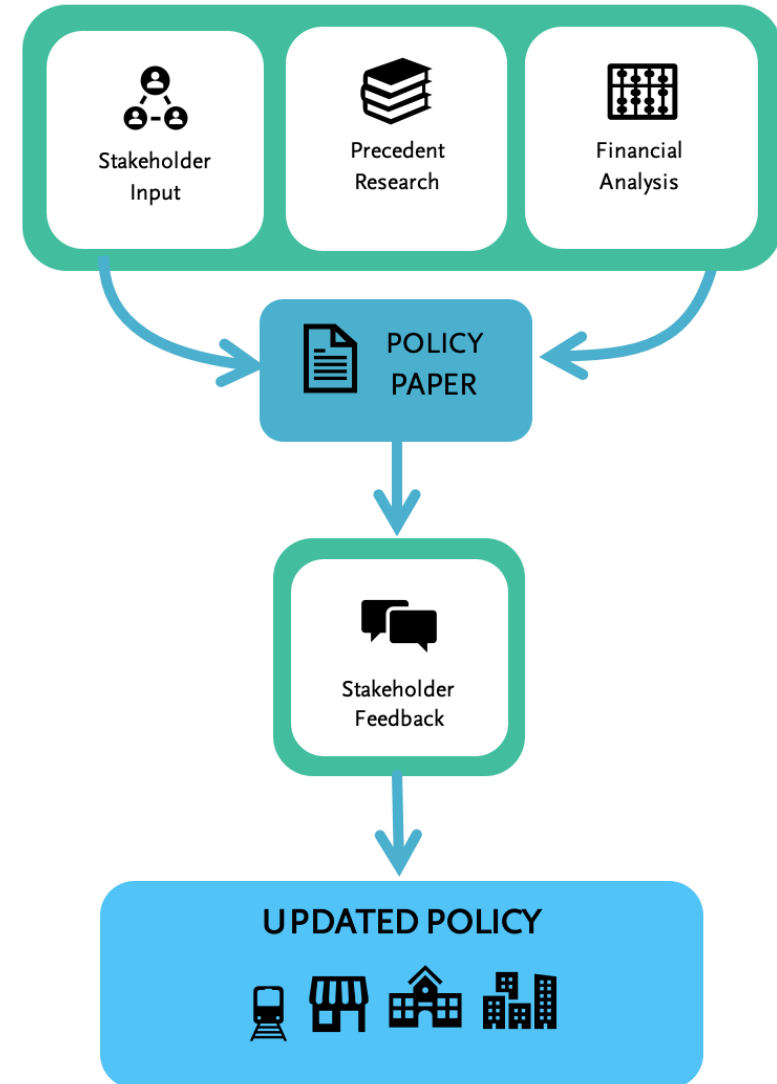 Stakeholder
Input
Precedent
Research
Financial
Analysis
POLICY
PAPER
Stakeholder
Feedback
UPDATED POLICY